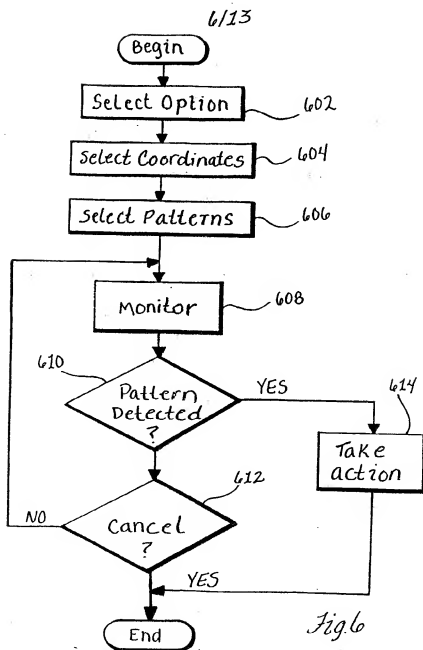 6/13
Begin
Select Option
602
Select Coordinates
604
Select Patterns
606
Monitor
608
610
Pattern
Detected
?
YES
614
Take
action
612
Cancel
?
NO
YES
End
Fig.6